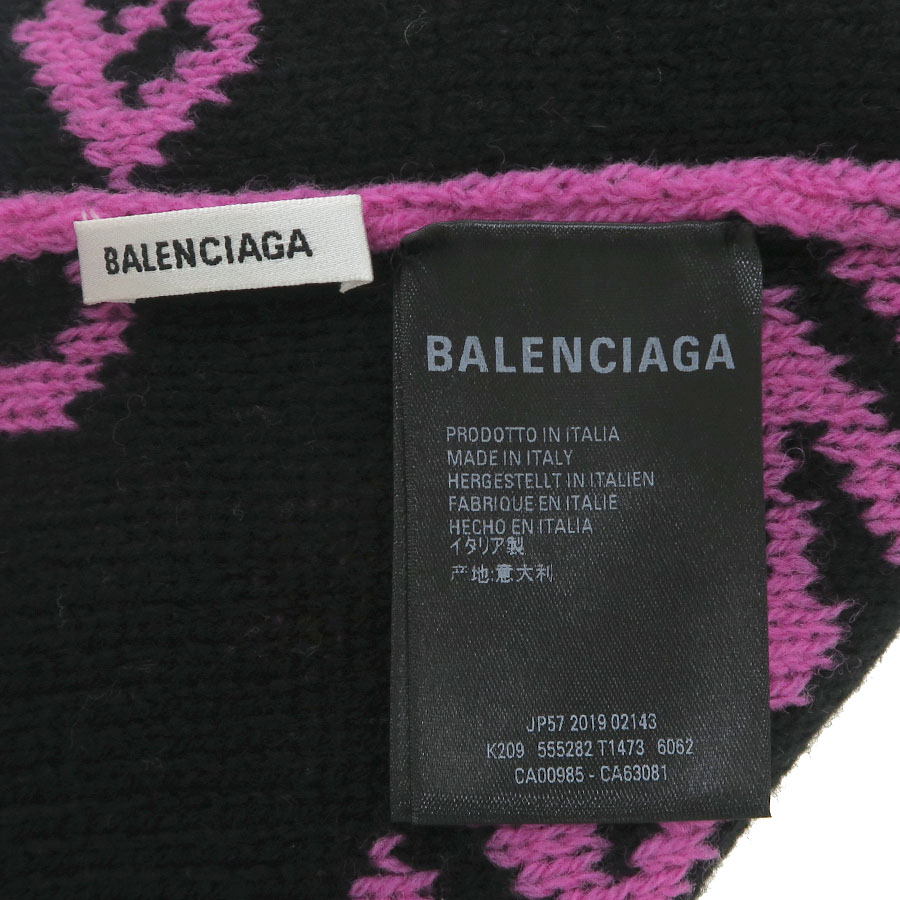 BALENCIAGA
BALENCIAGA
PRODOTTO IN ITALIA
MADE IN ITALY
HERGESTELLT IN ITALIEN
FABRIQUE EN ITALIE
HECHO EN ITALIA
イタリア製
产地:意大利
JP57 2019 02143
K209 555282 T1473 6062
CA00985 - CA63081